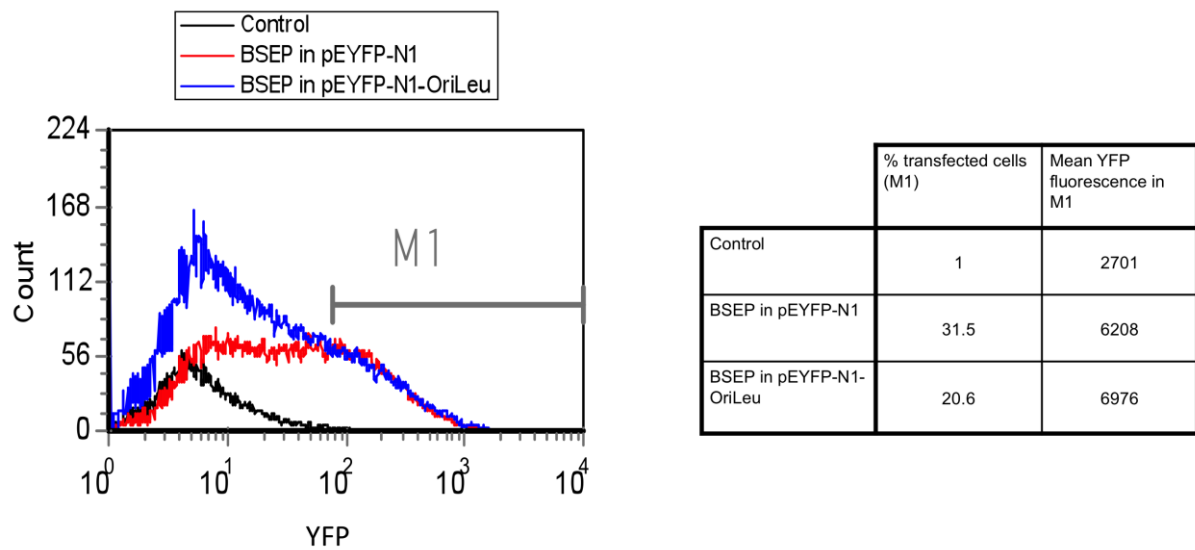 Control
BSEP in pEYFP-N1
BSEP in pEYFP-N1-OriLeu
224
168
112
56
0
Count
M1
10^0 10^1 10^2 10^3 10^4
YFP
% transfected cells (M1)
Mean YFP fluorescence in M1
Control 1 2701
BSEP in pEYFP-N1 31.5 6208
BSEP in pEYFP-N1-
OriLeu 20.6 6976